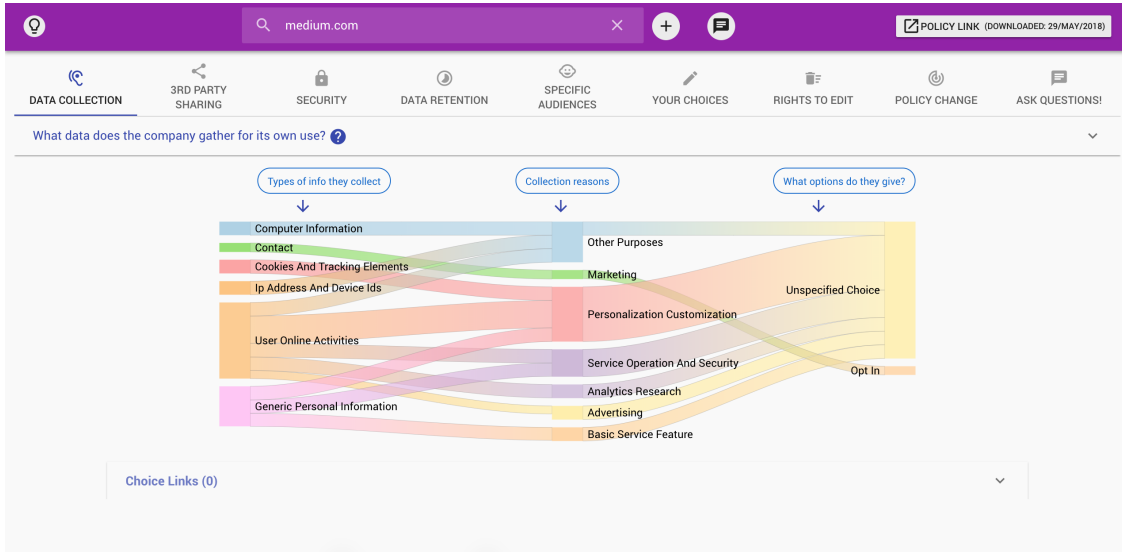 medium.com
POLICY LINK (DOWNLOADED: 29/MAY/2018)
DATA COLLECTION
3RD PARTY
SHARING
SECURITY
DATA RETENTION
SPECIFIC
AUDIENCES
YOUR CHOICES
RIGHTS TO EDIT
POLICY CHANGE
ASK QUESTIONS!
What data does the company gather for its own use? ?
Types of info they collect
Collection reasons
What options do they give?
Computer Information
Contact
Cookies And Tracking Elements
Ip Address And Device Ids
User Online Activities
Generic Personal Information
Other Purposes
Marketing
Personalization Customization
Service Operation And Security
Analytics Research
Advertising
Basic Service Feature
Unspecified Choice
Opt In
Choice Links (0)